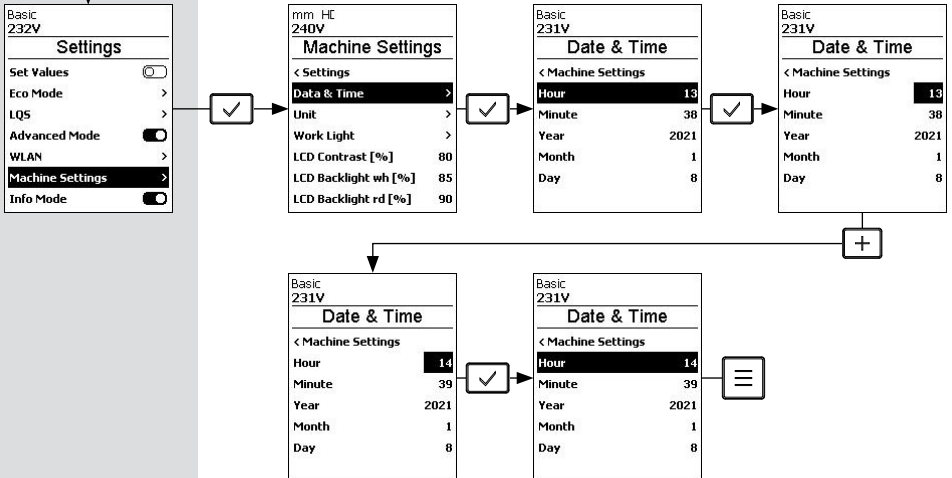 Basic
232V
Settings
Set Values
Eco Mode >
LQS >
Advanced Mode
WLAN >
Machine Settings >
Info Mode
mm HE
240V
Machine Settings
< Settings
Data & Time >
Unit >
Work Light >
LCD Contrast [%] 80
LCD Backlight wh [%] 85
LCD Backlight rd [%] 90
Basic
231V
Date & Time
< Machine Settings
Hour 13
Minute 38
Year 2021
Month 1
Day 8
Basic
231V
Date & Time
< Machine Settings
Hour 13
Minute 38
Year 2021
Month 1
Day 8
Basic
231V
Date & Time
< Machine Settings
Hour 14
Minute 39
Year 2021
Month 1
Day 8
Basic
231V
Date & Time
< Machine Settings
Hour 14
Minute 39
Year 2021
Month 1
Day 8